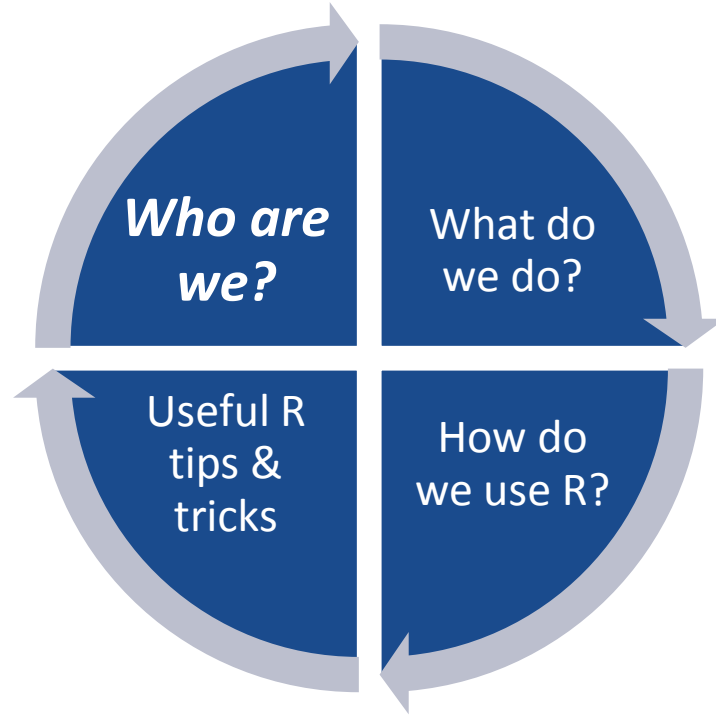 Who are
we?
What do
we do?
How do
we use R?
Useful R
tips &
tricks